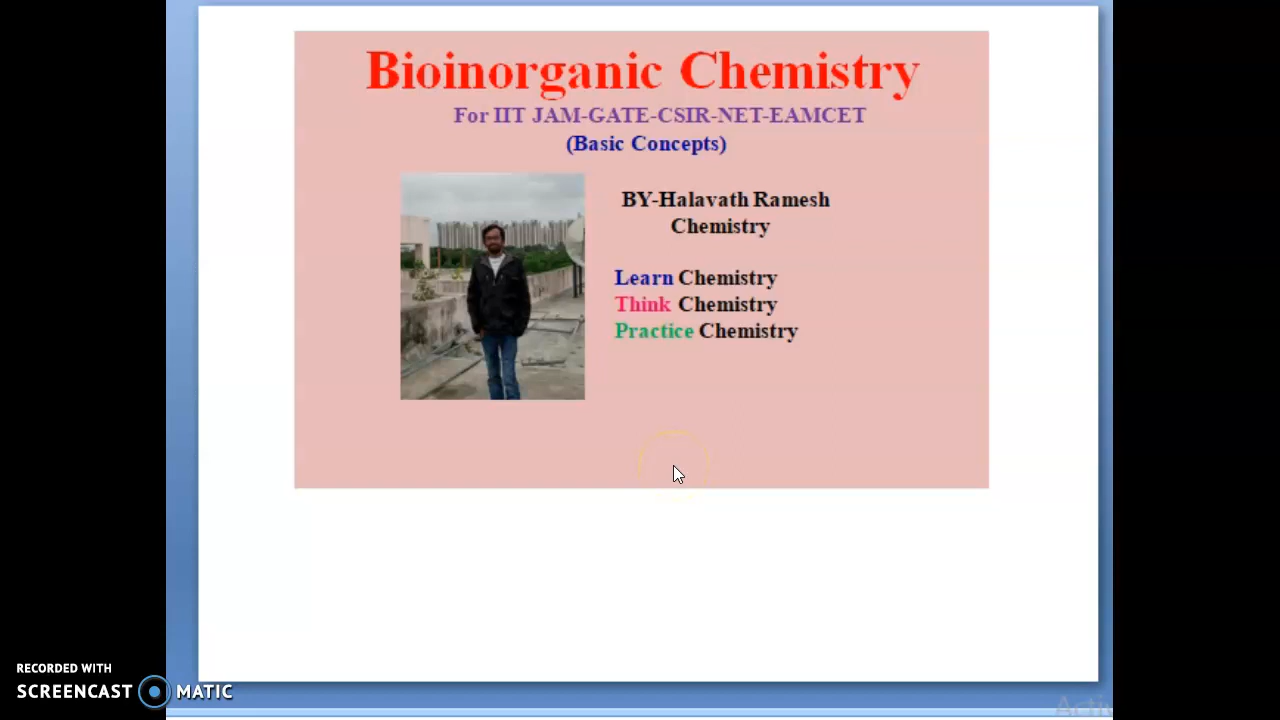 Bioinorganic Chemistry
For IIT JAM-GATE-CSIR-NET-EAMCET
(Basic Concepts)
BY-Halavath Ramesh
Chemistry
Learn Chemistry
Think Chemistry
Practice Chemistry
RECORDED WITH
SCREENCAST MATIC